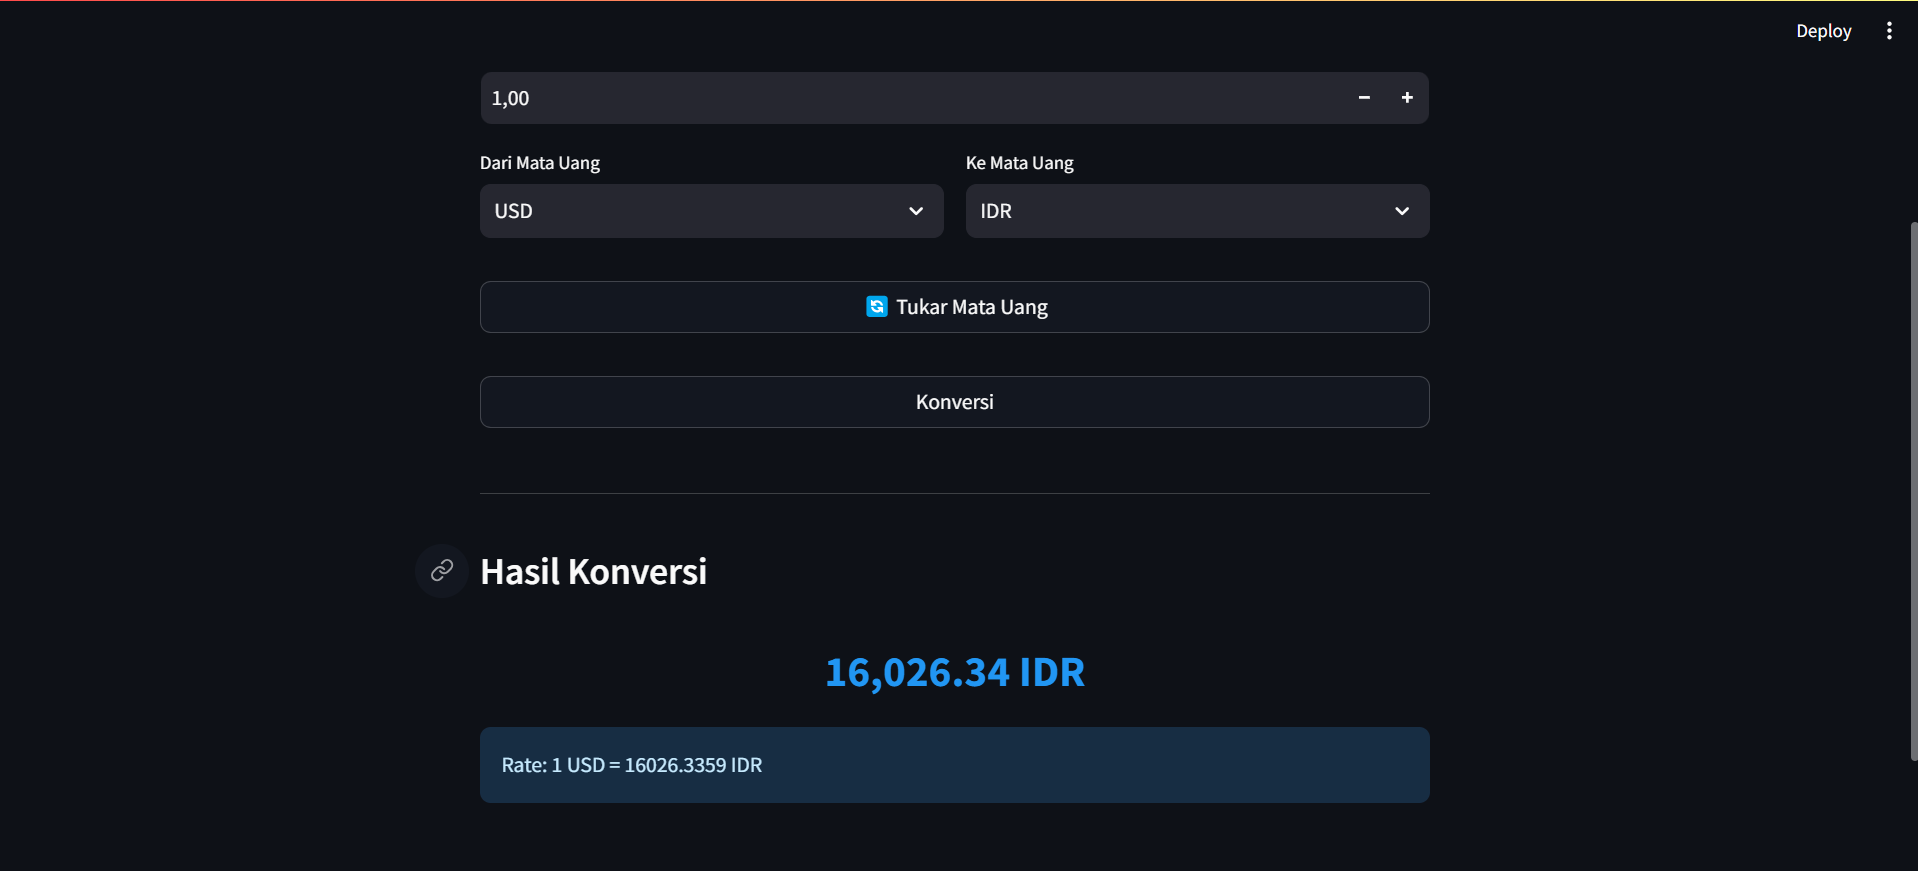 Deploy
1,00
Dari Mata Uang
Ke Mata Uang
USD
IDR
Tukar Mata Uang
Konversi
Hasil Konversi
16,026.34 IDR
Rate: 1 USD = 16026.3359 IDR